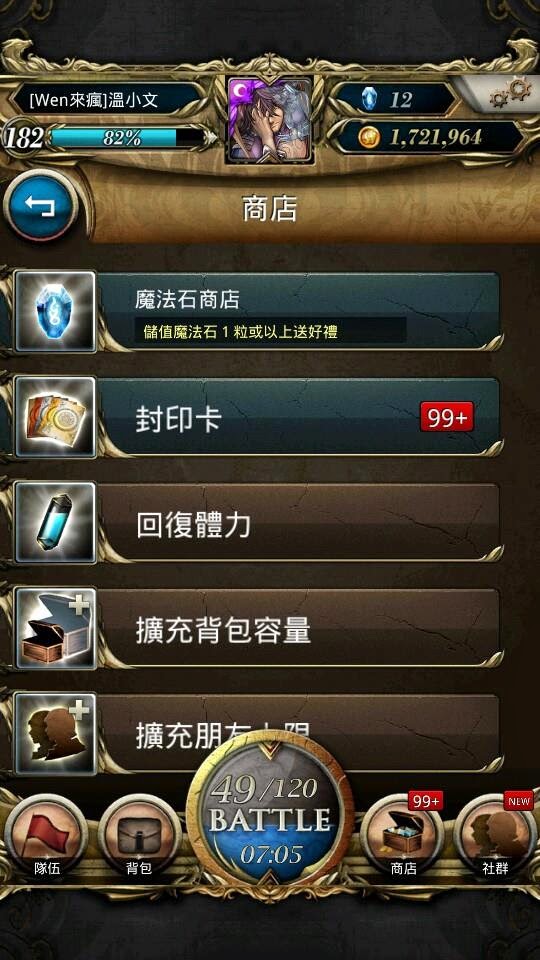 [Wen來瘋]溫小文
12
182
82%
1,721,964
商店
魔法石商店
儲值魔法石 1 粒或以上送好禮
封印卡
99+
回復體力
擴充背包容量
擴充朋友上限
49/120
BATTLE
07:05
99+
NEW
隊伍
背包
商店
社群